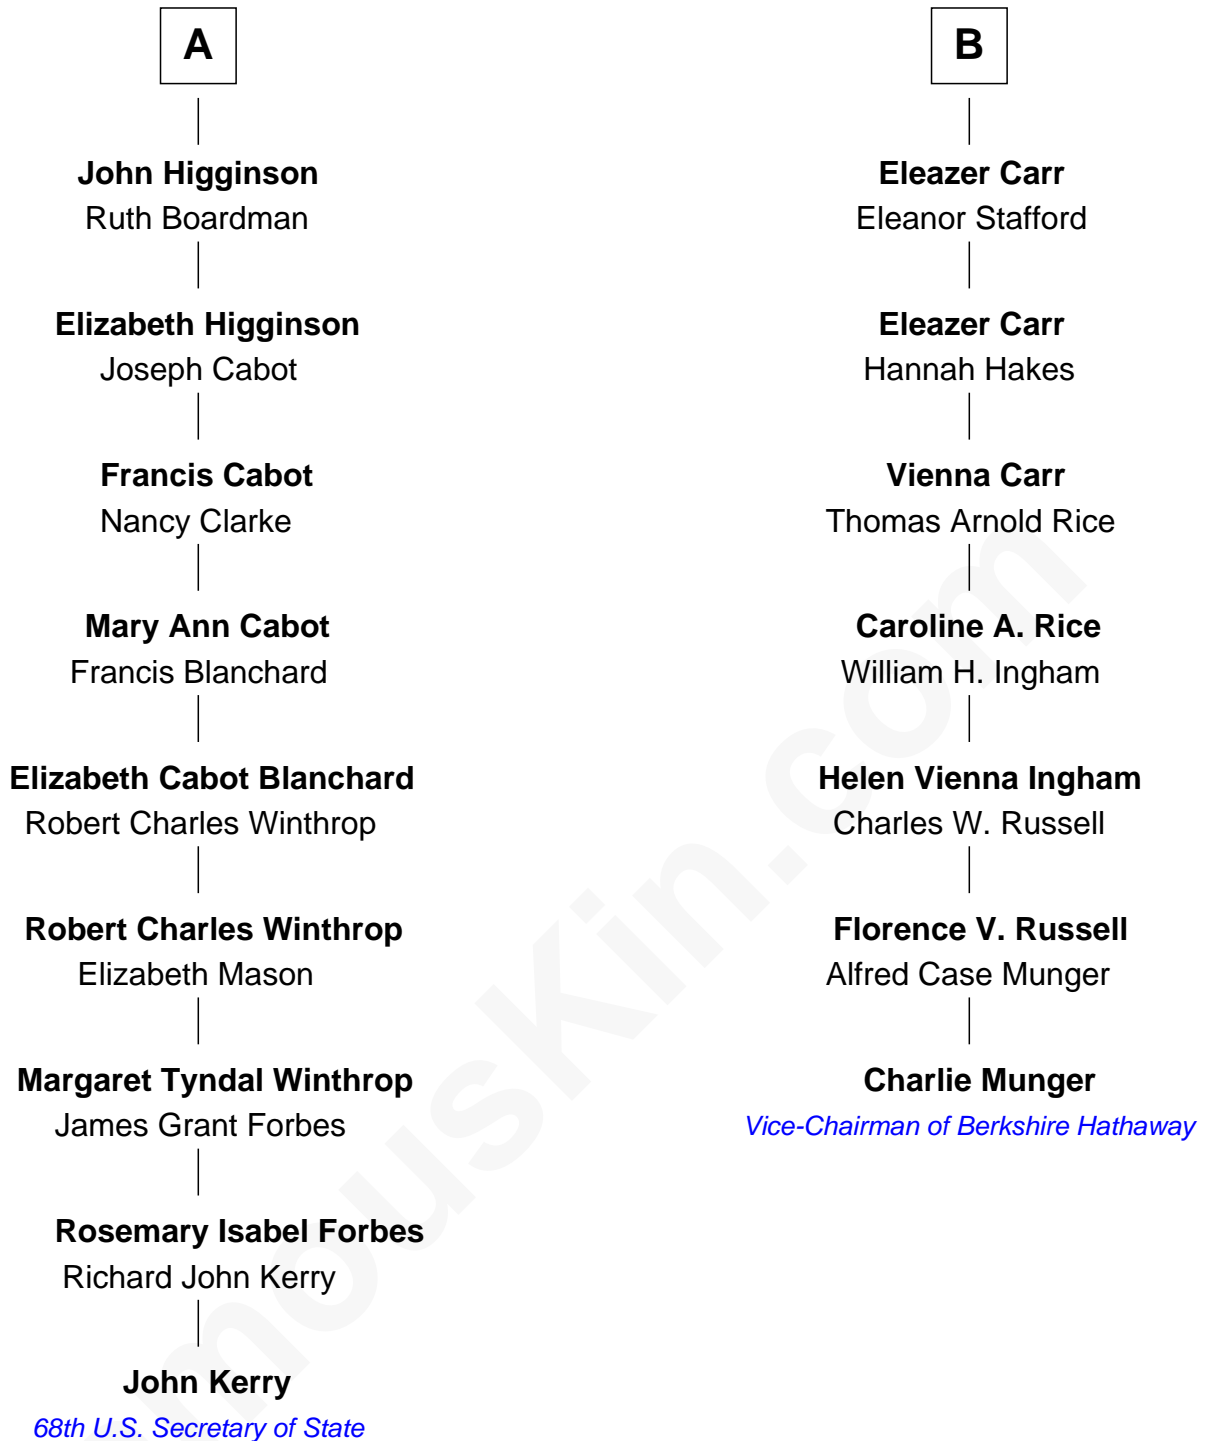 A
John Higginson
Ruth Boardman
Elizabeth Higginson
Joseph Cabot
Francis Cabot
Nancy Clarke
Mary Ann Cabot
Francis Blanchard
Elizabeth Cabot Blanchard
Robert Charles Winthrop
Robert Charles Winthrop
Elizabeth Mason
Margaret Tyndal Winthrop
James Grant Forbes
Rosemary Isabel Forbes
Richard John Kerry
John Kerry
68th U.S. Secretary of State
B
Eleazer Carr
Eleanor Stafford
Eleazer Carr
Hannah Hakes
Vienna Carr
Thomas Arnold Rice
Caroline A. Rice
William H. Ingham
Helen Vienna Ingham
Charles W. Russell
Florence V. Russell
Alfred Case Munger
Charlie Munger
Vice-Chairman of Berkshire Hathaway
mousKin.com